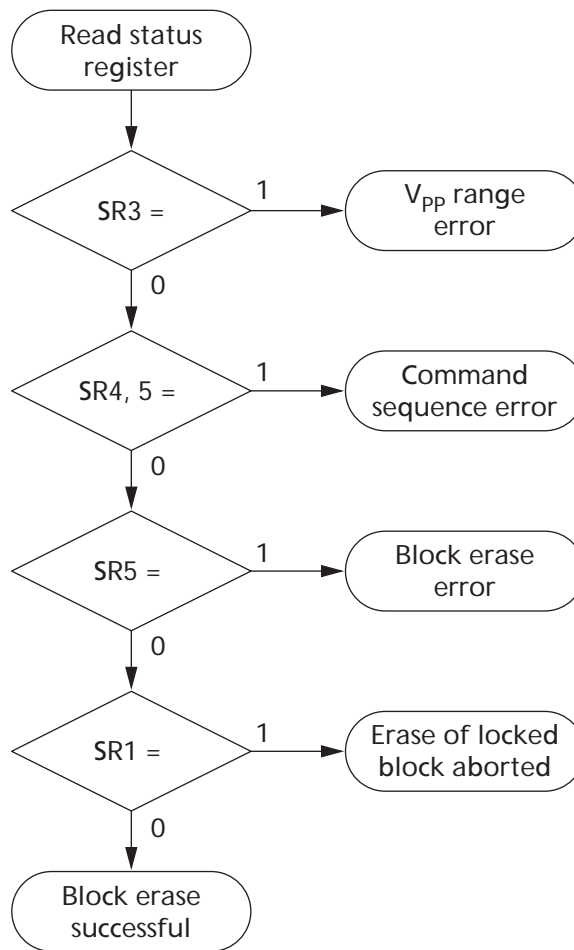 Read status
register
SR3 =
1
V_PP range
error
0
SR4, 5 =
1
Command
sequence error
0
SR5 =
1
Block erase
error
0
SR1 =
1
Erase of locked
block aborted
0
Block erase
successful